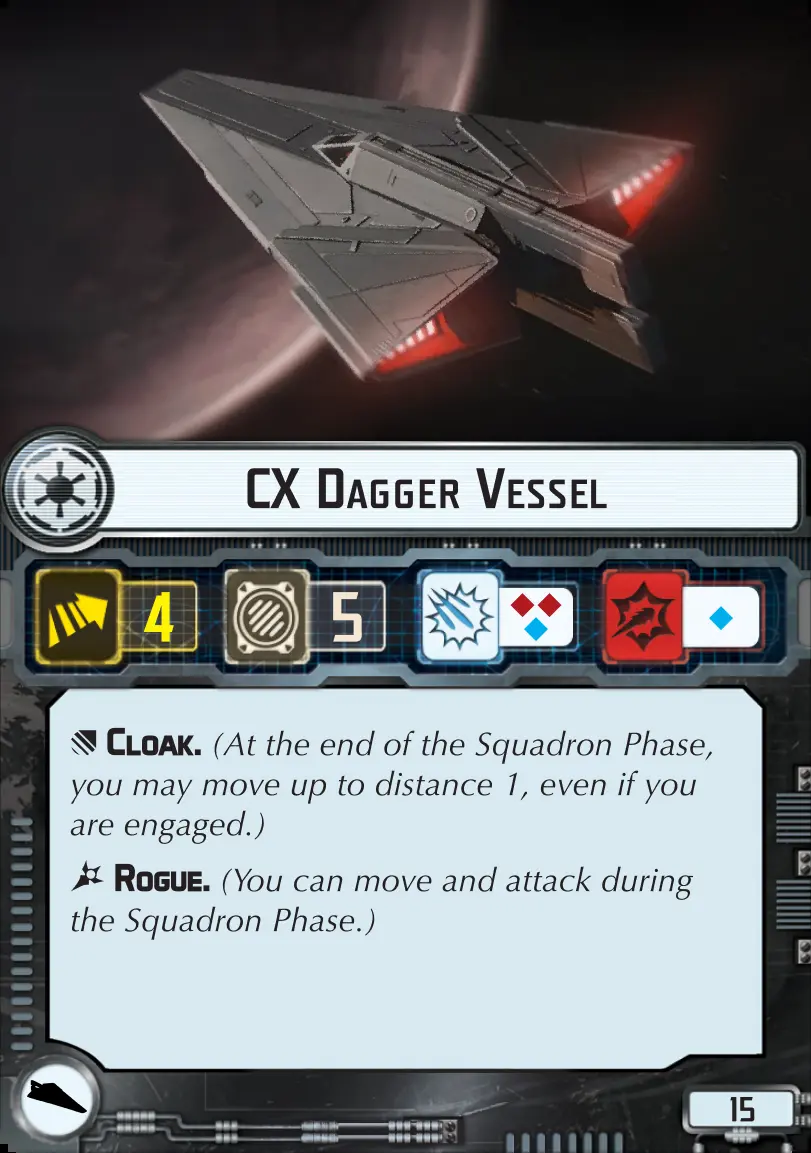 CX Dagger Vessel
4 5
Cloak. (At the end of the Squadron Phase,
you may move up to distance 1, even if you
are engaged.)
Rogue. (You can move and attack during
the Squadron Phase.)
15